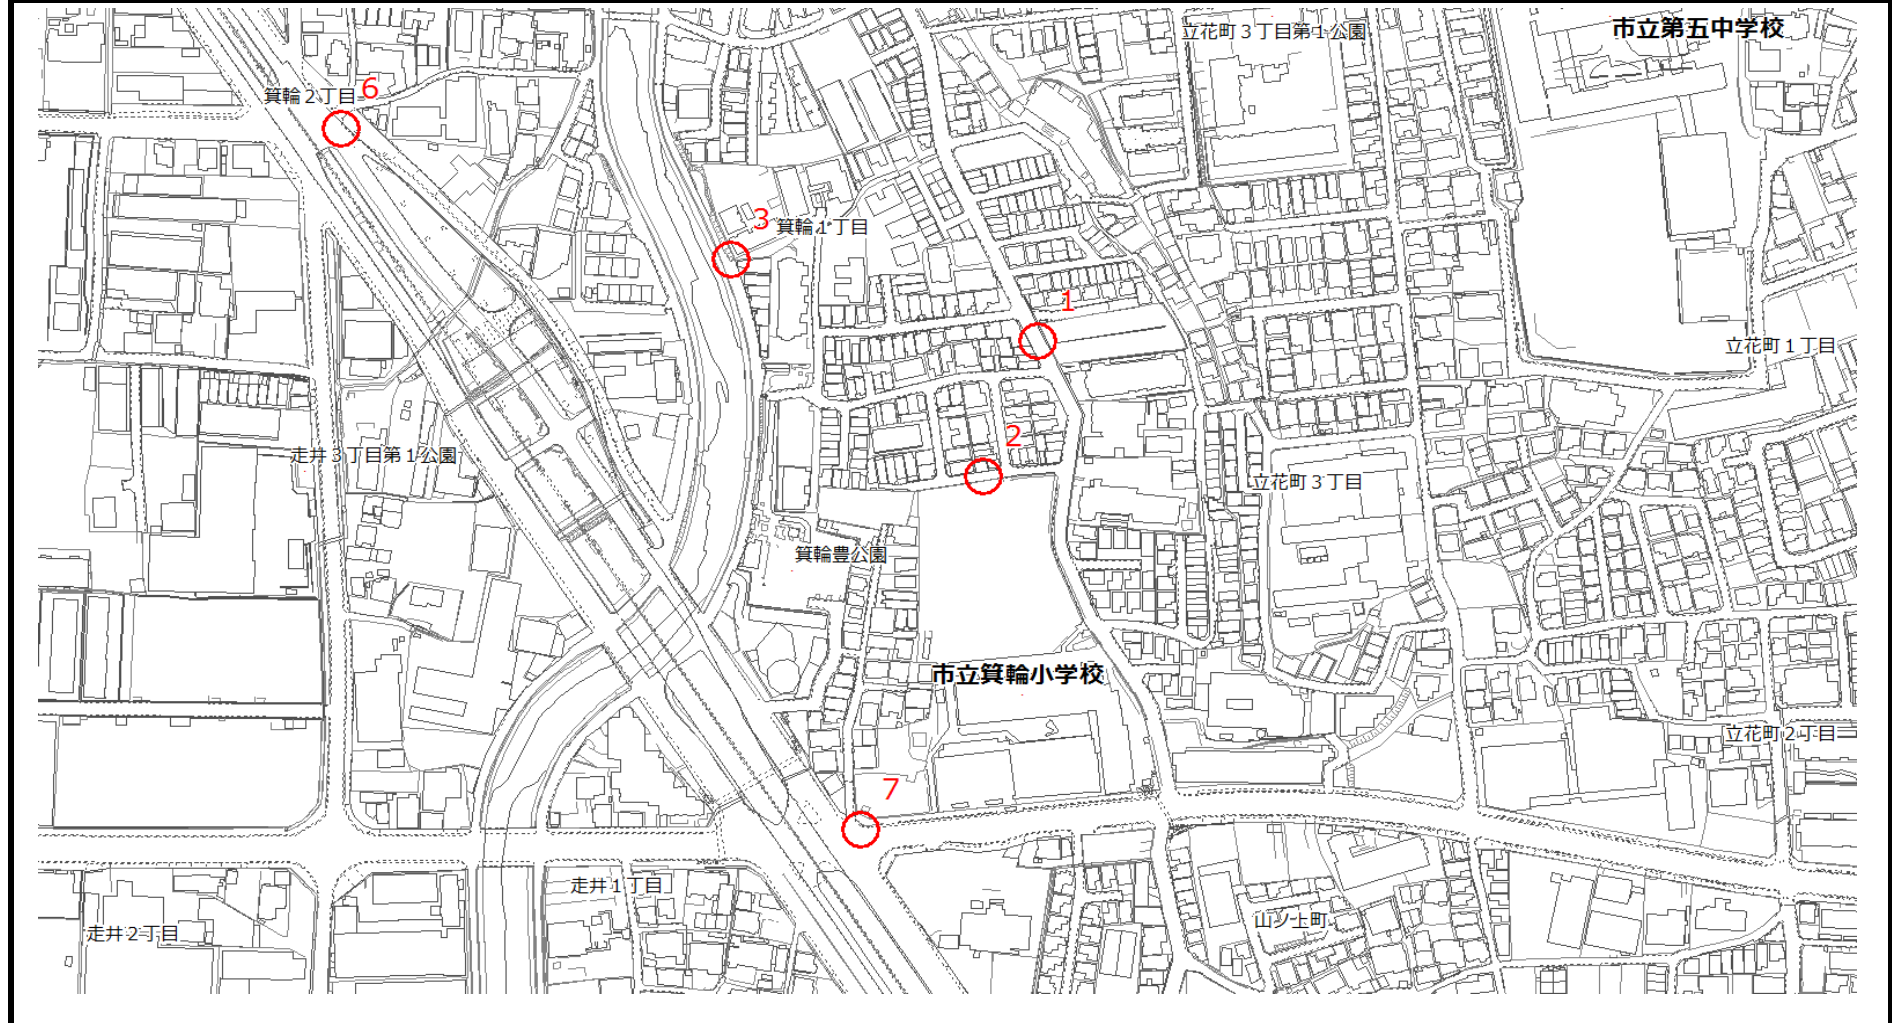 市立第五中学校
立花町3丁目第1公園
6
箕輪2丁目
3
箕輪1丁目
1
立花町1丁目
2
走井3丁目第1公園
立花町3丁目
箕輪豊公園
市立箕輪小学校
立花町2丁目
7
走井1丁目
山ノ上町
走井2丁目